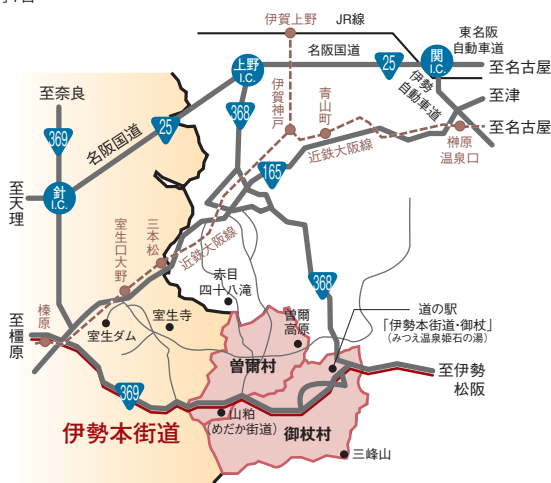 伊賀上野
JR線
東名阪
自動車道
名阪国道
上野
I.C.
25
関
I.C.
至名古屋
伊勢
自動車道
至津
至名古屋
至奈良
369
名阪国道
25
368
伊賀神戸
青山町
近鉄大阪線
榊原
温泉口
165
至天理
針
I.C.
室生口大野
三本松
近鉄大阪線
赤目
四十八滝
368
曽爾
高原
道の駅
「伊勢本街道・御杖」
(みつえ温泉姫石の湯)
榛原
至橿原
室生ダム
室生寺
曽爾村
至伊勢
松阪
369
伊勢本街道
山粕
(めだか街道)
御杖村
三峰山